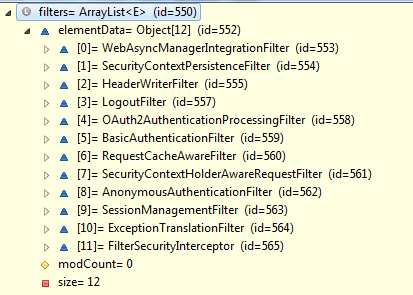 filters= ArrayList<E> (id=550)
elementData= Object[12] (id=552)
[0]= WebAsyncManagerIntegrationFilter (id=553)
[1]= SecurityContextPersistenceFilter (id=554)
[2]= HeaderWriterFilter (id=555)
[3]= LogoutFilter (id=557)
[4]= OAuth2AuthenticationProcessingFilter (id=558)
[5]= BasicAuthenticationFilter (id=559)
[6]= RequestCacheAwareFilter (id=560)
[7]= SecurityContextHolderAwareRequestFilter (id=561)
[8]= AnonymousAuthenticationFilter (id=562)
[9]= SessionManagementFilter (id=563)
[10]= ExceptionTranslationFilter (id=564)
[11]= FilterSecurityInterceptor (id=565)
modCount= 0
size= 12